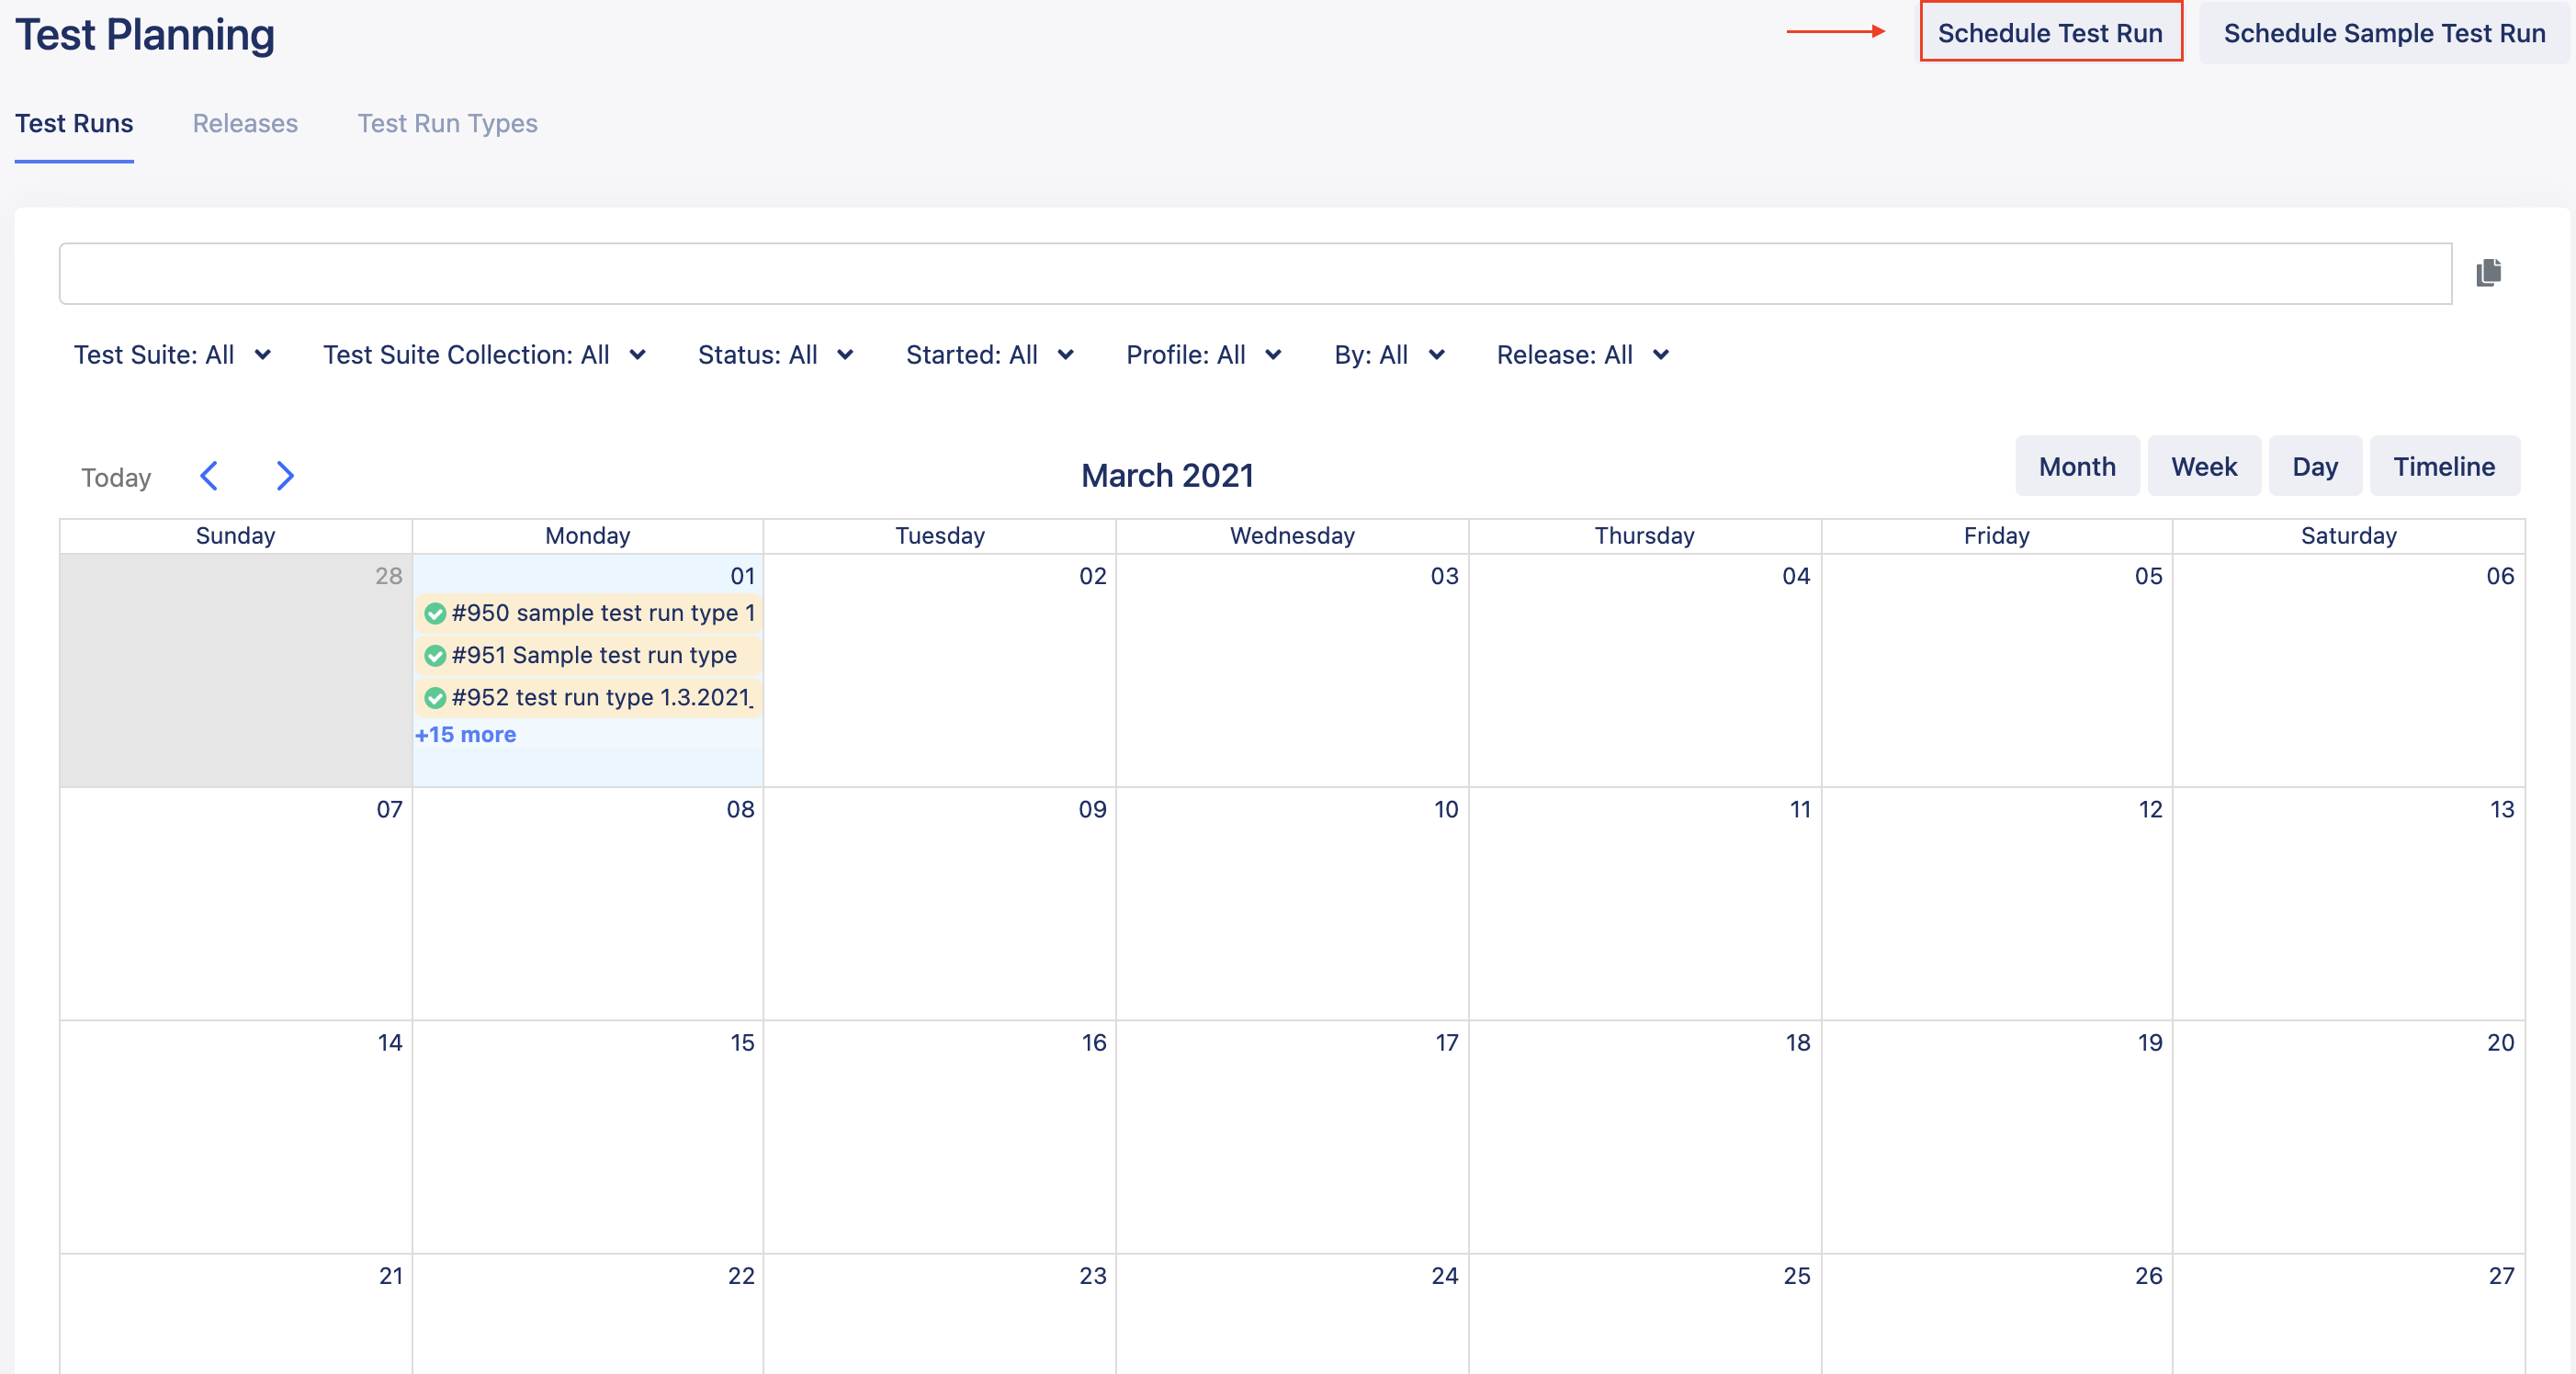 Test Planning
Schedule Test Run
Schedule Sample Test Run
Test Runs
Releases
Test Run Types
Test Suite: All
Test Suite Collection: All
Status: All
Started: All
Profile: All
By: All
Release: All
Today
March 2021
Month
Week
Day
Timeline
Sunday
Monday
Tuesday
Wednesday
Thursday
Friday
Saturday
28
01
02
03
04
05
06
#950 sample test run type 1
#951 Sample test run type
#952 test run type 1.3.2021_
+15 more
07
08
09
10
11
12
13
14
15
16
17
18
19
20
21
22
23
24
25
26
27